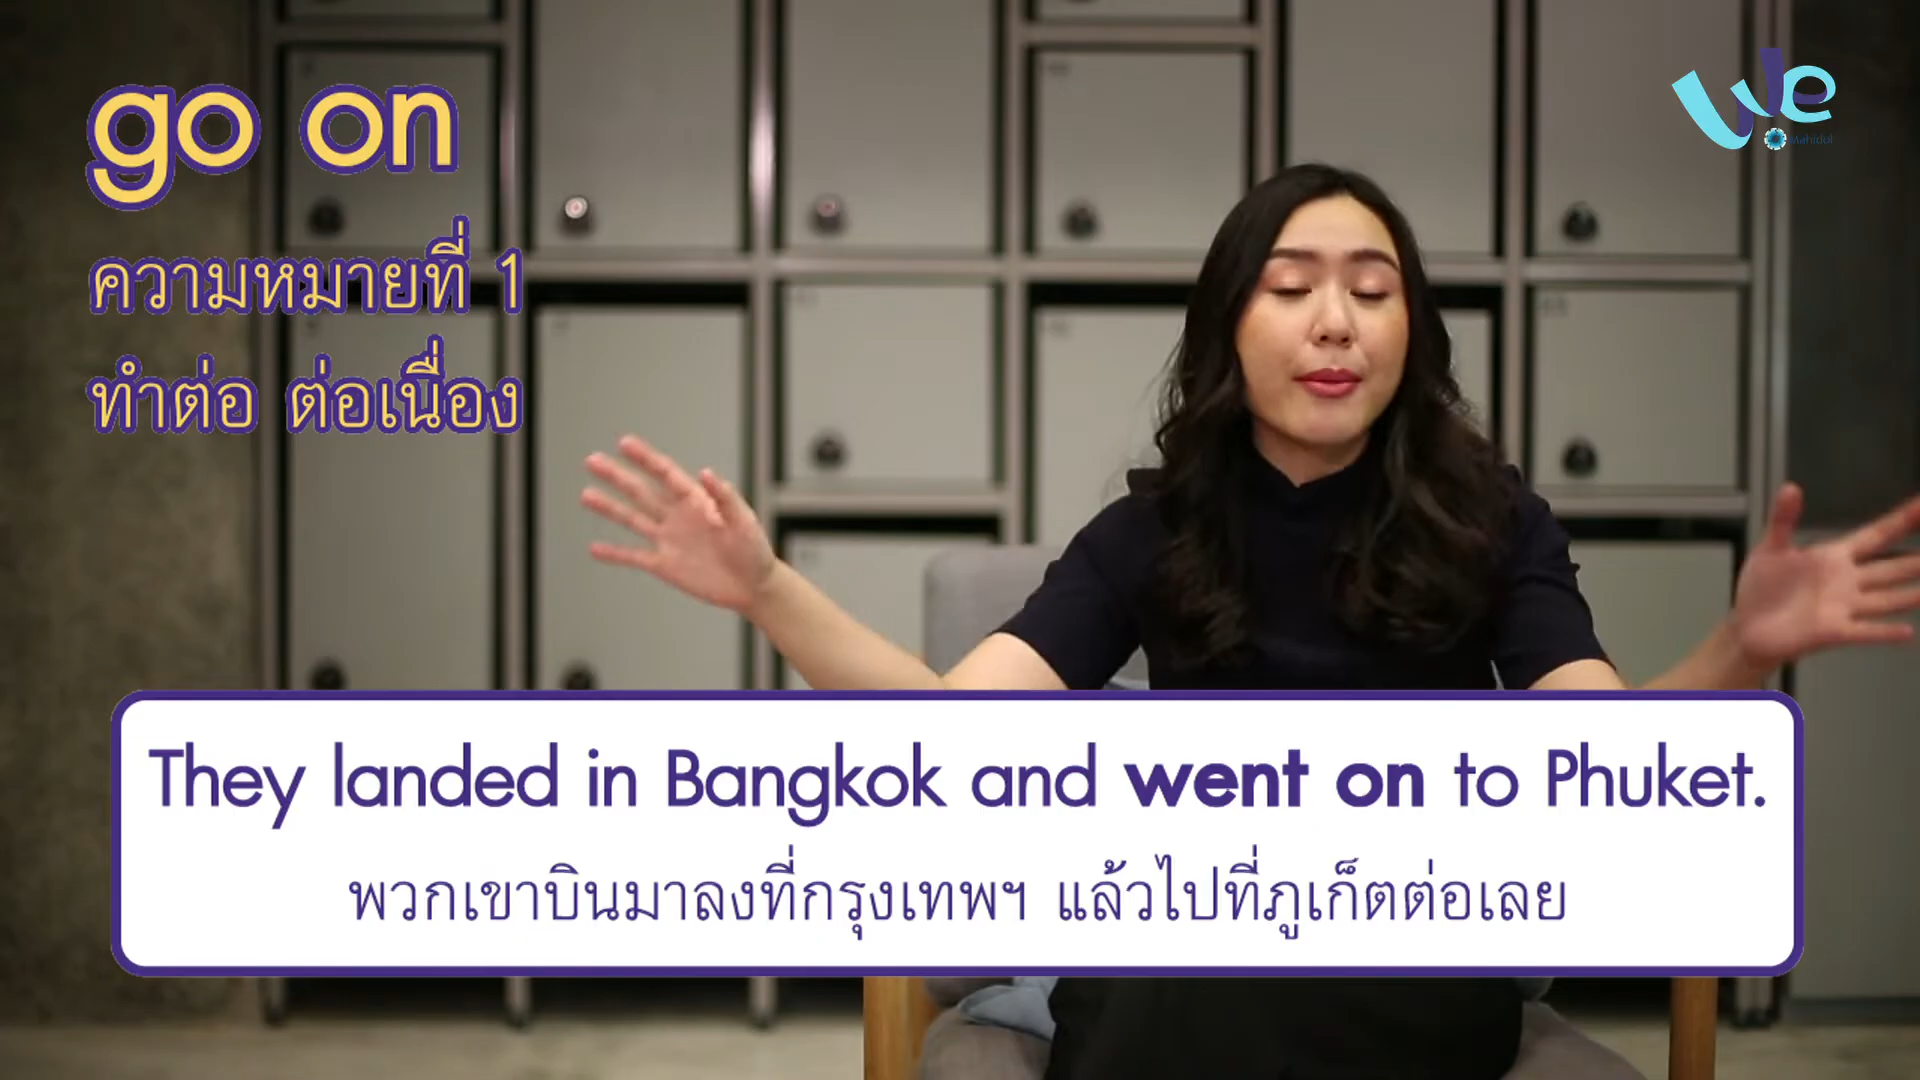 go on
ความหมายที่ 1
ทำต่อ ต่อเนื่อง
We
Mahidol
They landed in Bangkok and went on to Phuket.
พวกเขาบินมาลงที่กรุงเทพฯ แล้วไปที่ภูเก็ตต่อเลย